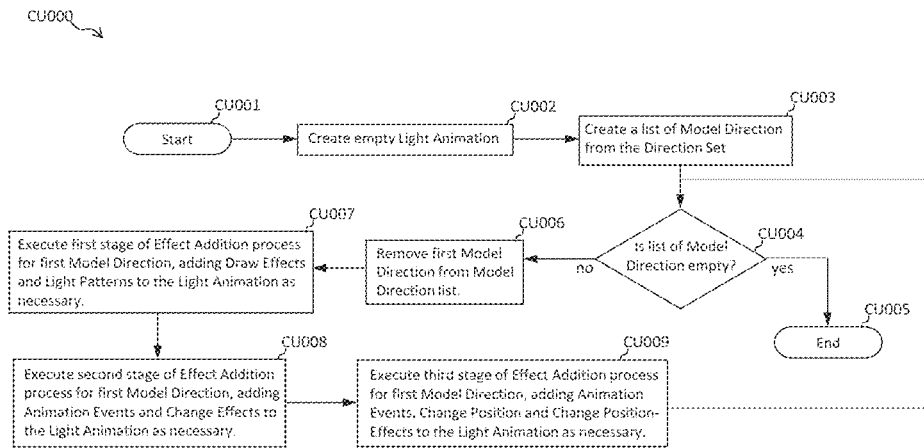 CU000
CU001
Start
CU002
Create empty Light Animation
CU003
Create a list of Model Direction
from the Direction Set
CU004
Is list of Model
Direction empty?
no
yes
CU005
End
CU006
Remove first Model
Direction from Model
Direction list.
CU007
Execute first stage of Effect Addition process
for first Model Direction, adding Draw Effects
and Light Patterns to the Light Animation as
necessary.
CU008
Execute second stage of Effect Addition
process for first Model Direction, adding
Animation Events and Change Effects to
the Light Animation as necessary.
CU009
Execute third stage of Effect Addition process
for first Model Direction, adding Animation
Events, Change Position and Change Position-
Effects to the Light Animation as necessary.